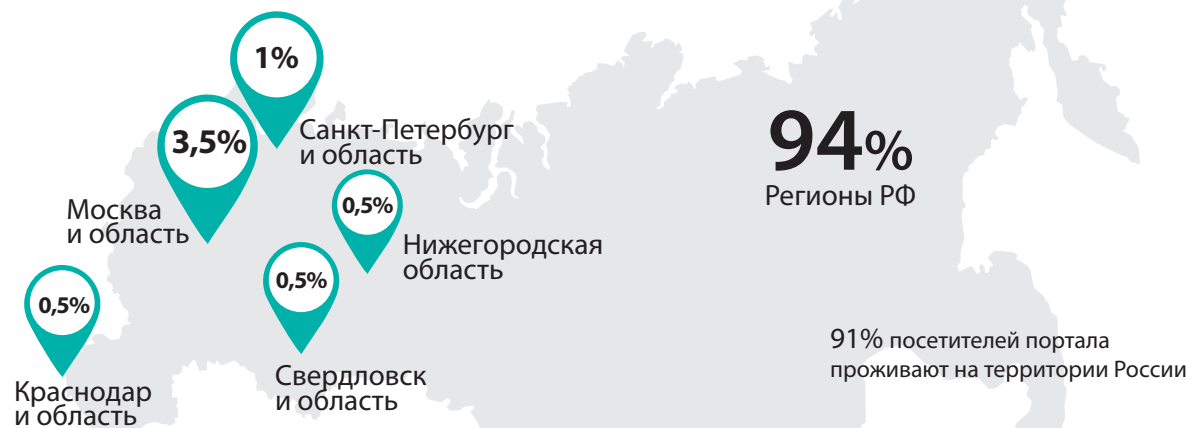 1%
Санкт-Петербург
и область
3,5%
Москва
и область
94%
Регионы РФ
0,5%
Нижегородская
область
0,5%
Свердловск
и область
0,5%
Краснодар
и область
91% посетителей портала
проживают на территории России